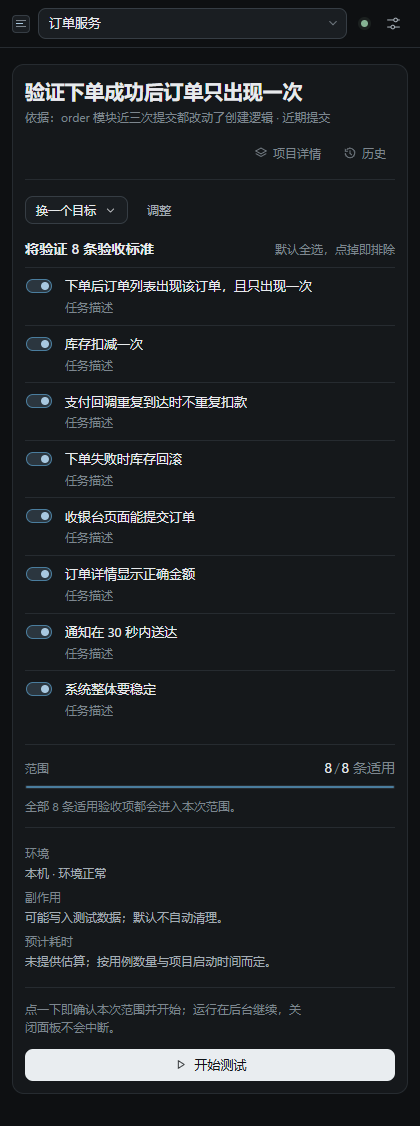 订单服务
验证下单成功后订单只出现一次
依据：order 模块近三次提交都改动了创建逻辑 · 近期提交
项目详情 历史
换一个目标 调整
将验证 8 条验收标准 默认全选，点掉即排除
下单后订单列表出现该订单，且只出现一次
任务描述
库存扣减一次
任务描述
支付回调重复到达时不重复扣款
任务描述
下单失败时库存回滚
任务描述
收银台页面能提交订单
任务描述
订单详情显示正确金额
任务描述
通知在 30 秒内送达
任务描述
系统整体要稳定
任务描述
范围 8 / 8 条适用
全部 8 条适用验收项都会进入本次范围。
环境
本机 · 环境正常
副作用
可能写入测试数据；默认不自动清理。
预计耗时
未提供估算；按用例数量与项目启动时间而定。
点一下即确认本次范围并开始；运行在后台继续，关
闭面板不会中断。
开始测试